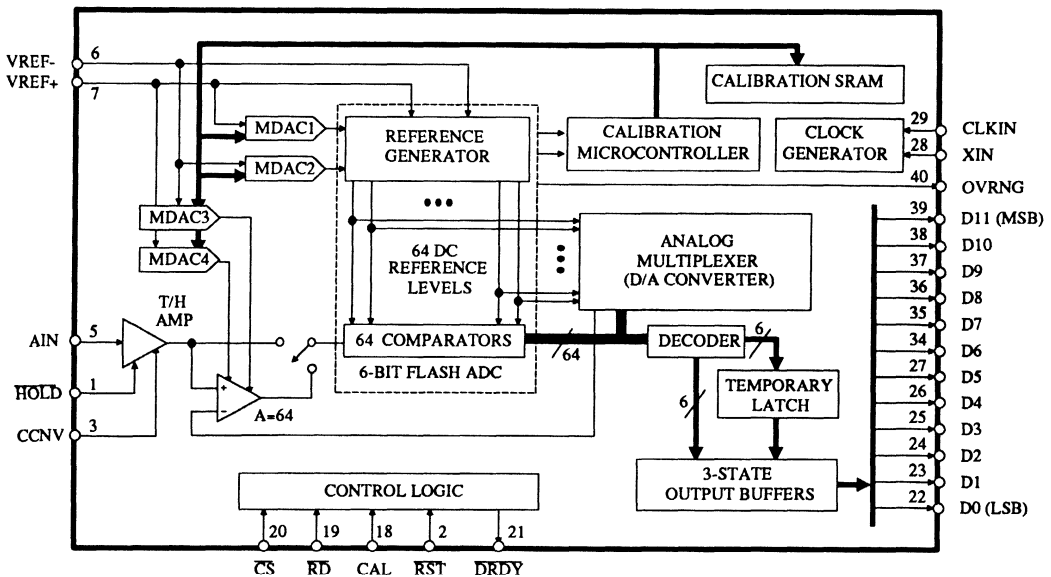 VREF-
6
VREF+
7
CALIBRATION SRAM
MDAC1
MDAC2
REFERENCE
GENERATOR
CALIBRATION
MICROCONTROLLER
CLOCK
GENERATOR
29
CLKIN
28
XIN
40
OVRNG
MDAC3
MDAC4
•••
64 DC
REFERENCE
LEVELS
ANALOG
MULTIPLEXER
(D/A CONVERTER)
39
D11 (MSB)
38
D10
37
D9
36
D8
35
D7
34
D6
27
D5
26
D4
25
D3
24
D2
23
D1
22
D0 (LSB)
T/H
AMP
AIN
5
HOLD
1
CCNV
3
+
−
A=64
64 COMPARATORS
6-BIT FLASH ADC
64
DECODER
6
6
TEMPORARY
LATCH
3-STATE
OUTPUT BUFFERS
CONTROL LOGIC
20
19
18
2
21
CS
RD
CAL
RST
DRDY